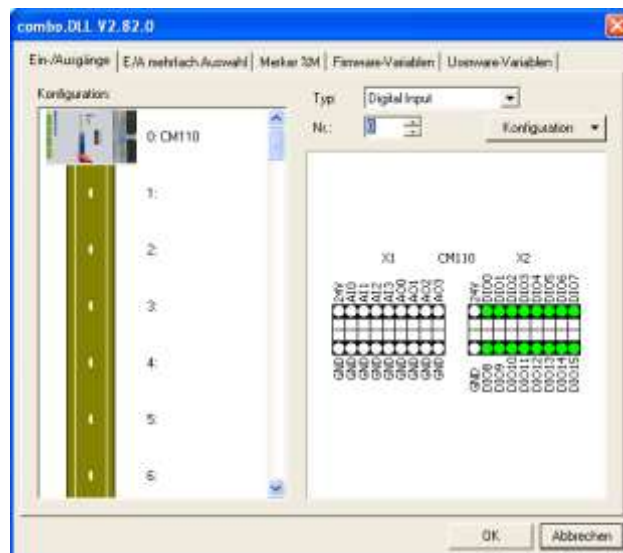 combo.DLL V2.82.0
Ein-/Ausgänge E/A mehrfach Auswahl Merker %M Firmware-Variablen Userware-Variablen
Konfiguration:
Typ: Digital Input
Nr.: 0 Konfiguration
0: CM110
1:
2:
3:
4:
5:
6:
X1 CM110 X2
24V AI0 AI1 AI2 AI3 AO0 AO1 AO2 AO3
24V DIO0 DIO1 DIO2 DIO3 DIO4 DIO5 DIO6 DIO7
GND GND GND GND GND GND GND GND GND
GND DIO8 DIO9 DIO10 DIO11 DIO12 DIO13 DIO14 DIO15
OK Abbrechen